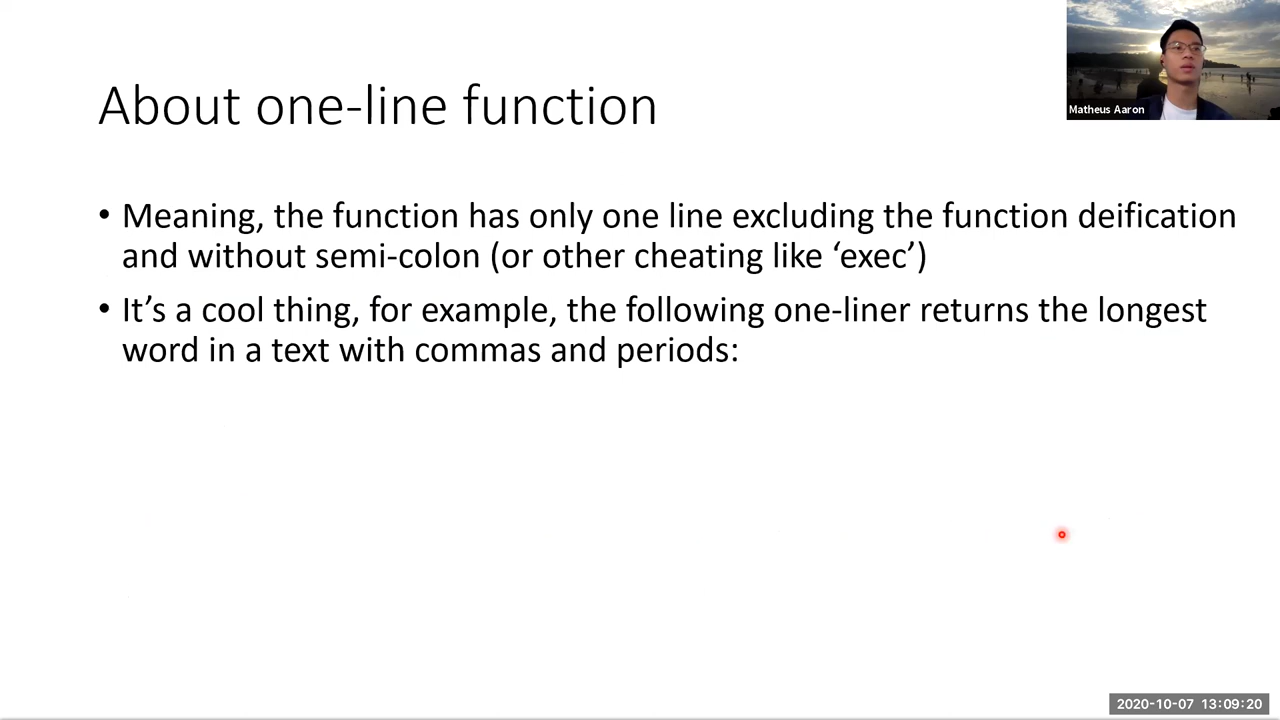 About one-line function
Matheus Aaron
• Meaning, the function has only one line excluding the function deification
and without semi-colon (or other cheating like ‘exec’)
• It’s a cool thing, for example, the following one-liner returns the longest
word in a text with commas and periods:
2020-10-07 13:09:20